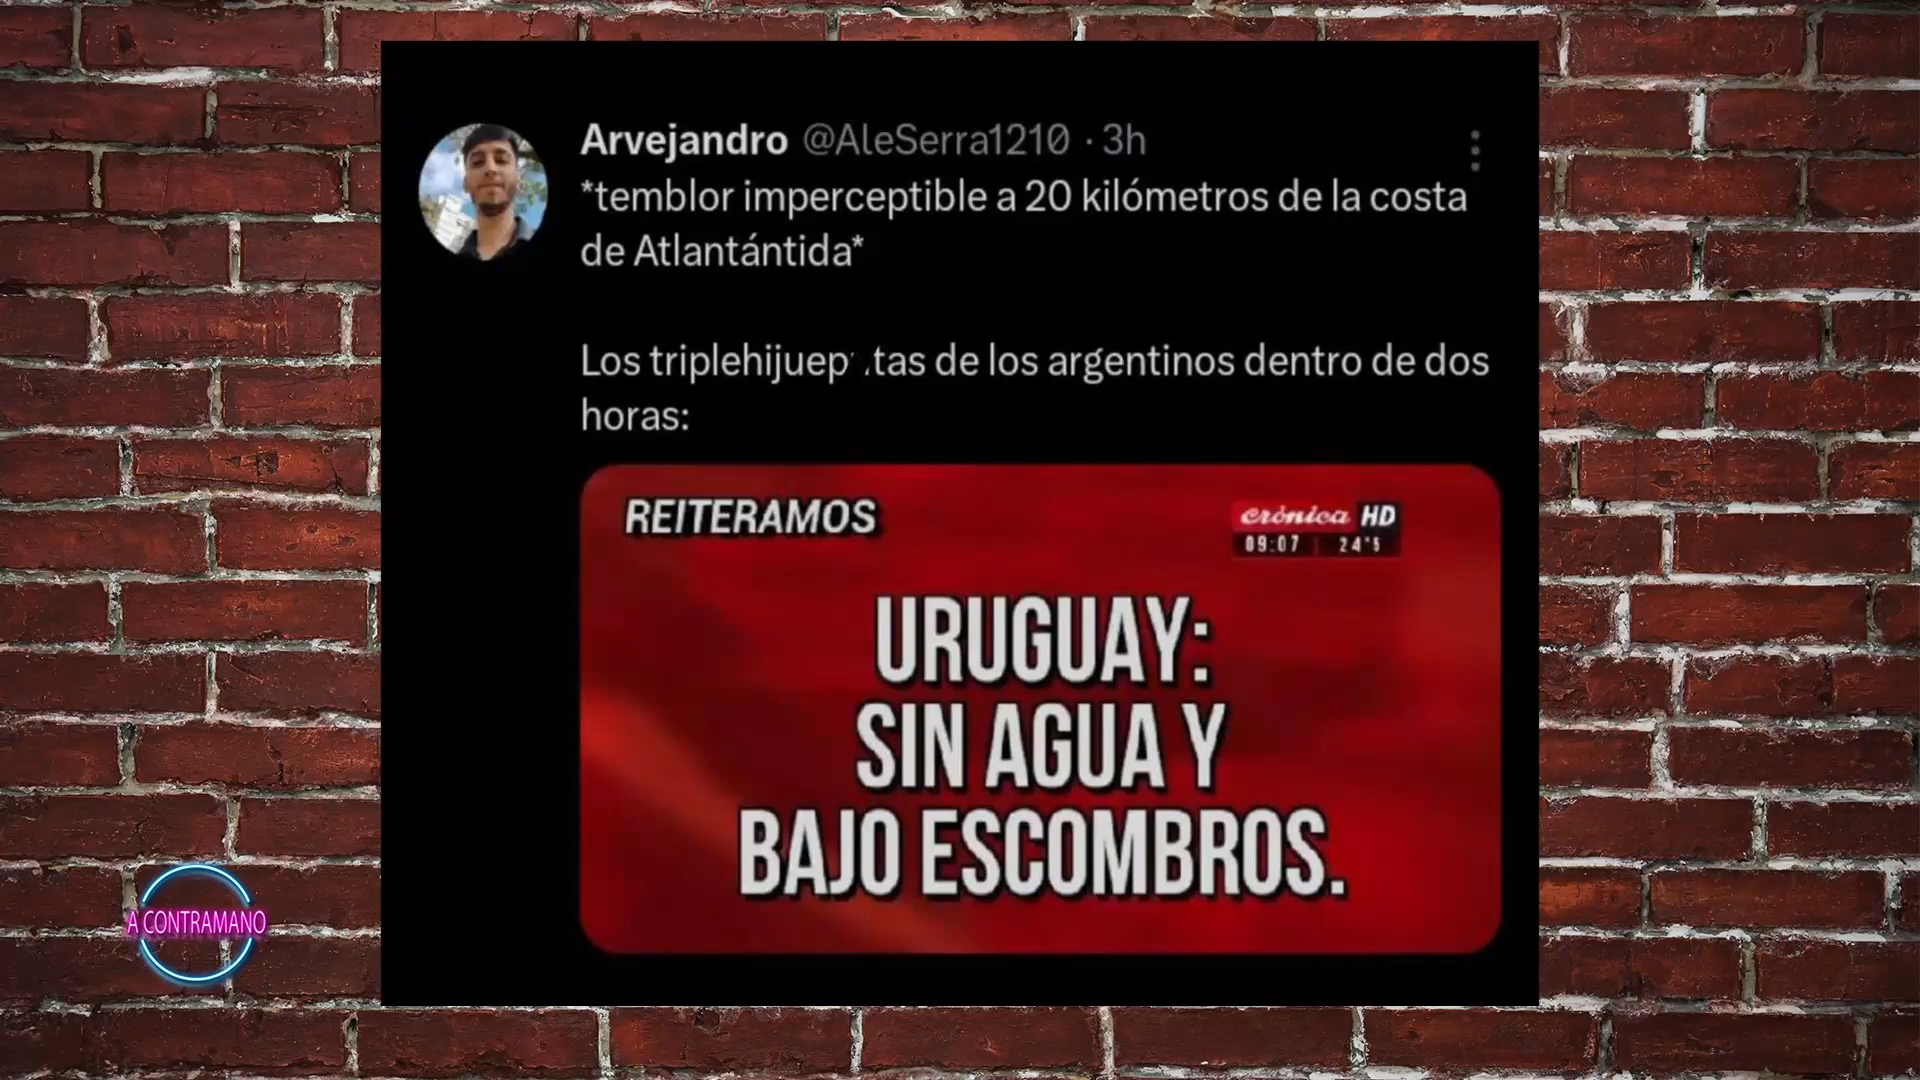 Arvejandro @AleSerra1210 · 3h
*temblor imperceptible a 20 kilómetros de la costa
de Atlantántida*
Los triplehijuep .tas de los argentinos dentro de dos
horas:
REITERAMOS
crónica HD
09:07 24°5
URUGUAY:
SIN AGUA Y
BAJO ESCOMBROS.
A CONTRAMANO